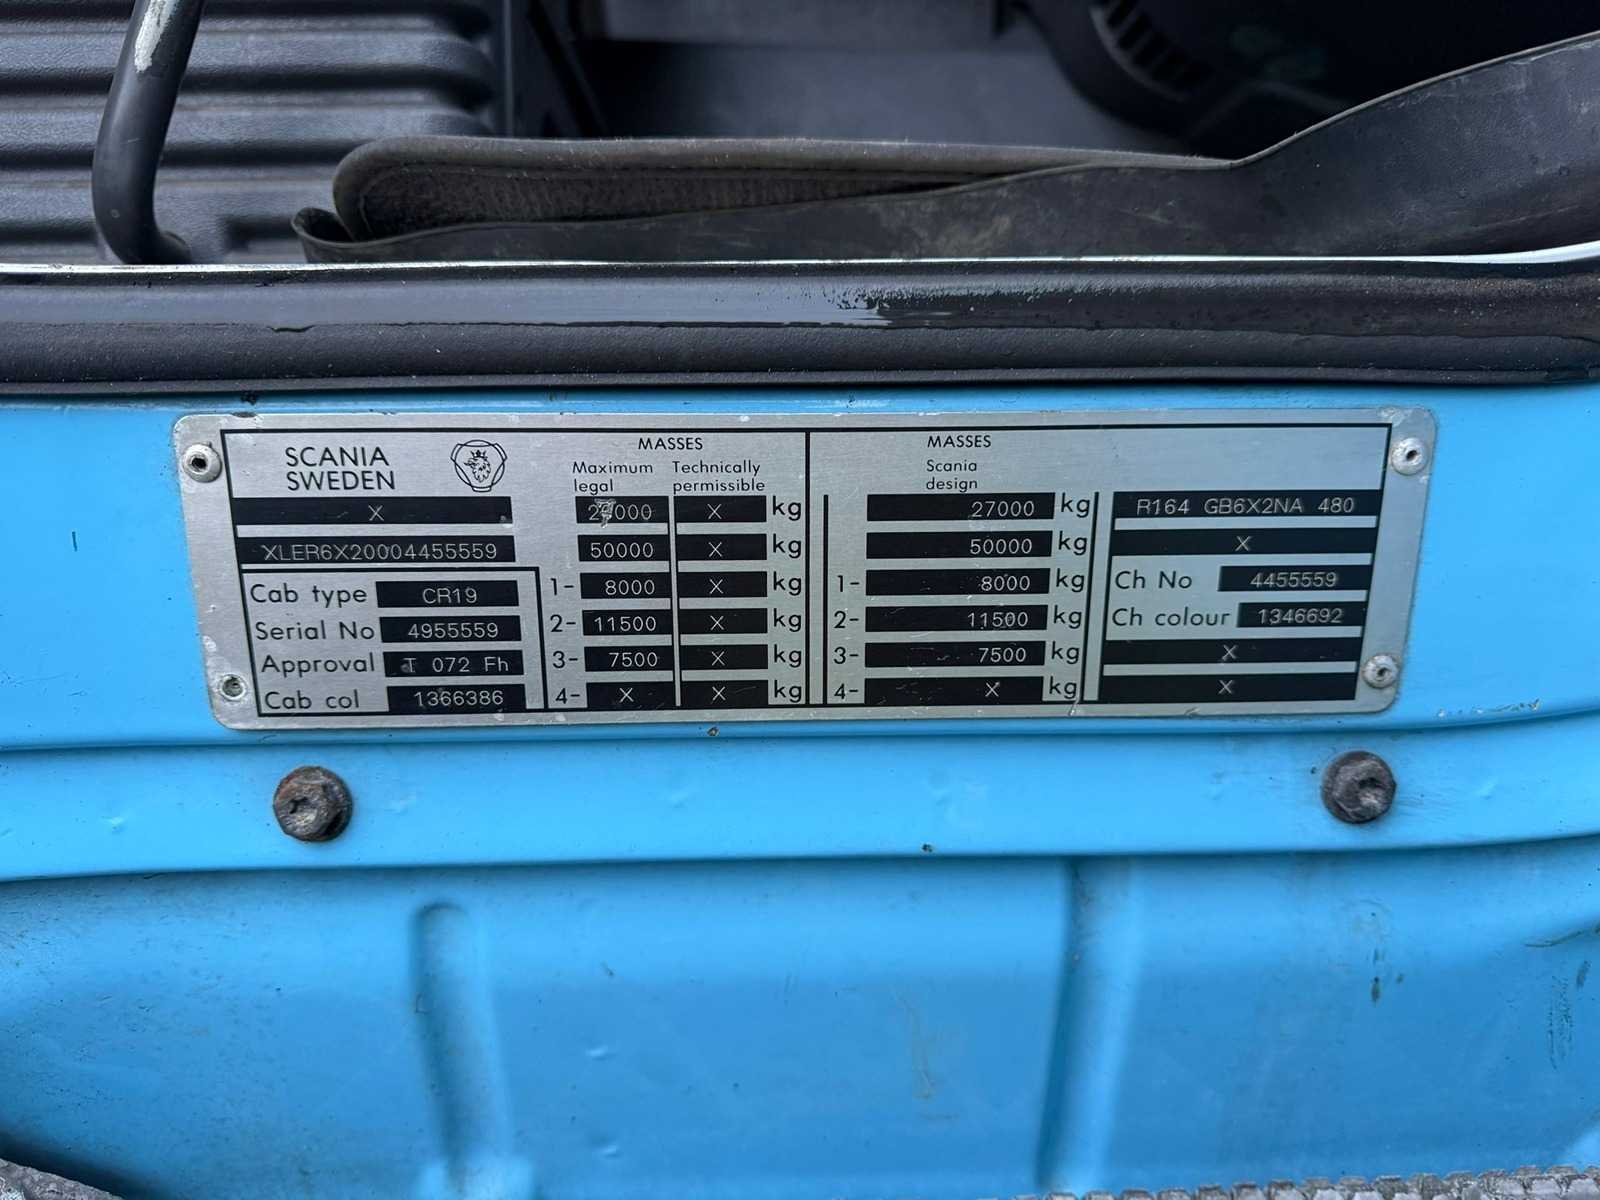 SCANIA
SWEDEN
X
XLER6X20004455559
Cab type CR19
Serial No 4955559
Approval T 072 Fh
Cab col 1366386
MASSES
Maximum legal
Technically permissible
X kg
50000 X kg
1- 8000 X kg
2- 11500 X kg
3- 7500 X kg
4- X X kg
MASSES
Scania
design
27000 kg
50000 kg
1- 8000 kg
2- 11500 kg
3- 7500 kg
4- X kg
R164 GB6X2NA 480
X
Ch No 4455559
Ch colour 1346692
X
X